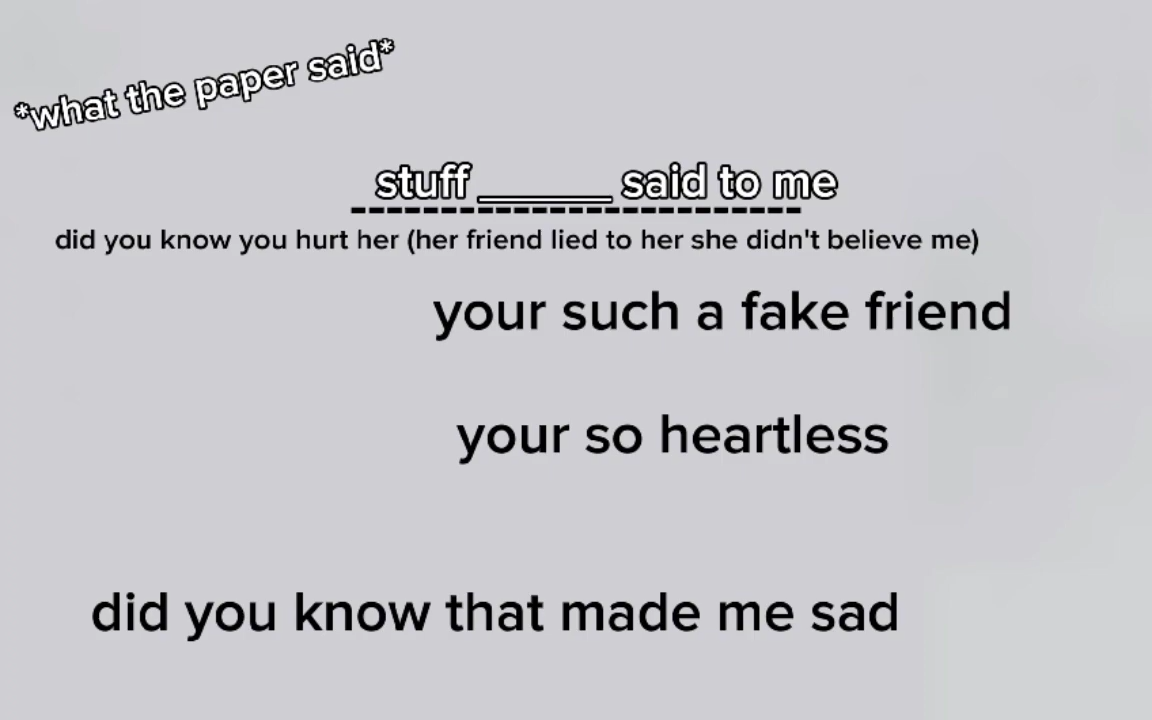 *what the paper said*
stuff ______ said to me
--------------------------
did you know you hurt her (her friend lied to her she didn't believe me)
your such a fake friend
your so heartless
did you know that made me sad